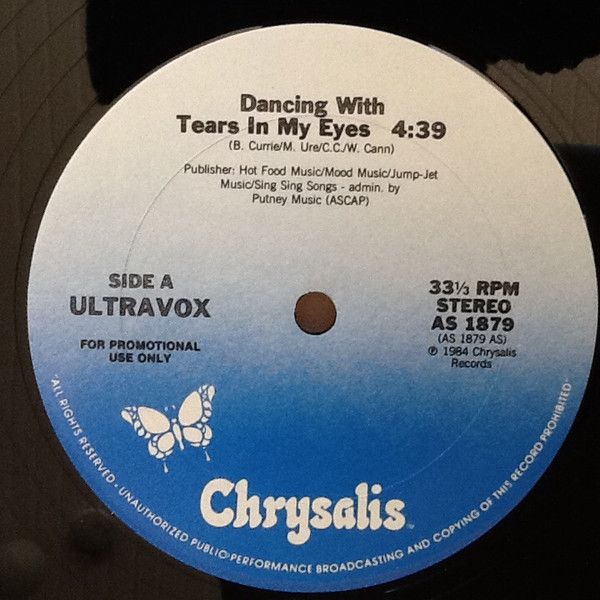 Dancing With
Tears In My Eyes 4:39
(B. Currie/M. Ure/C.C./W. Cann)
Publisher: Hot Food Music/Mood Music/Jump-Jet
Music/Sing Sing Songs - admin. by
Putney Music (ASCAP)
SIDE A
ULTRAVOX
FOR PROMOTIONAL
USE ONLY
33⅓ RPM
STEREO
AS 1879
(AS 1879 AS)
℗ 1984 Chrysalis
Records
Chrysalis™
"ALL RIGHTS RESERVED · UNAUTHORIZED PUBLIC PERFORMANCE BROADCASTING AND COPYING OF THIS RECORD PROHIBITED"